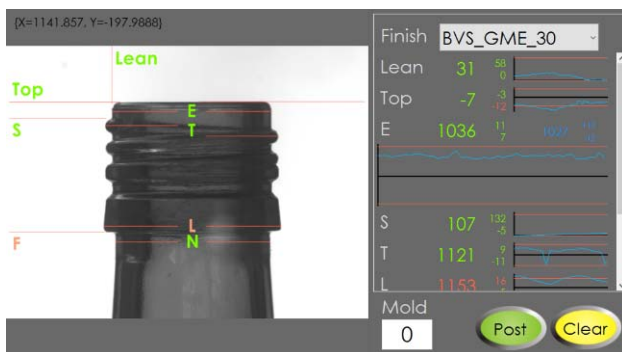 {X=1141.857, Y=-197.9888}
Lean
Top
E
S
T
L
F
N
Finish BVS_GME_30
Lean 31 58 0
Top -7 -3 -12
E 1036 11 7 1027
S 107 132 -5
T 1121 9 -11
L 1153 16
Mold
0
Post Clear